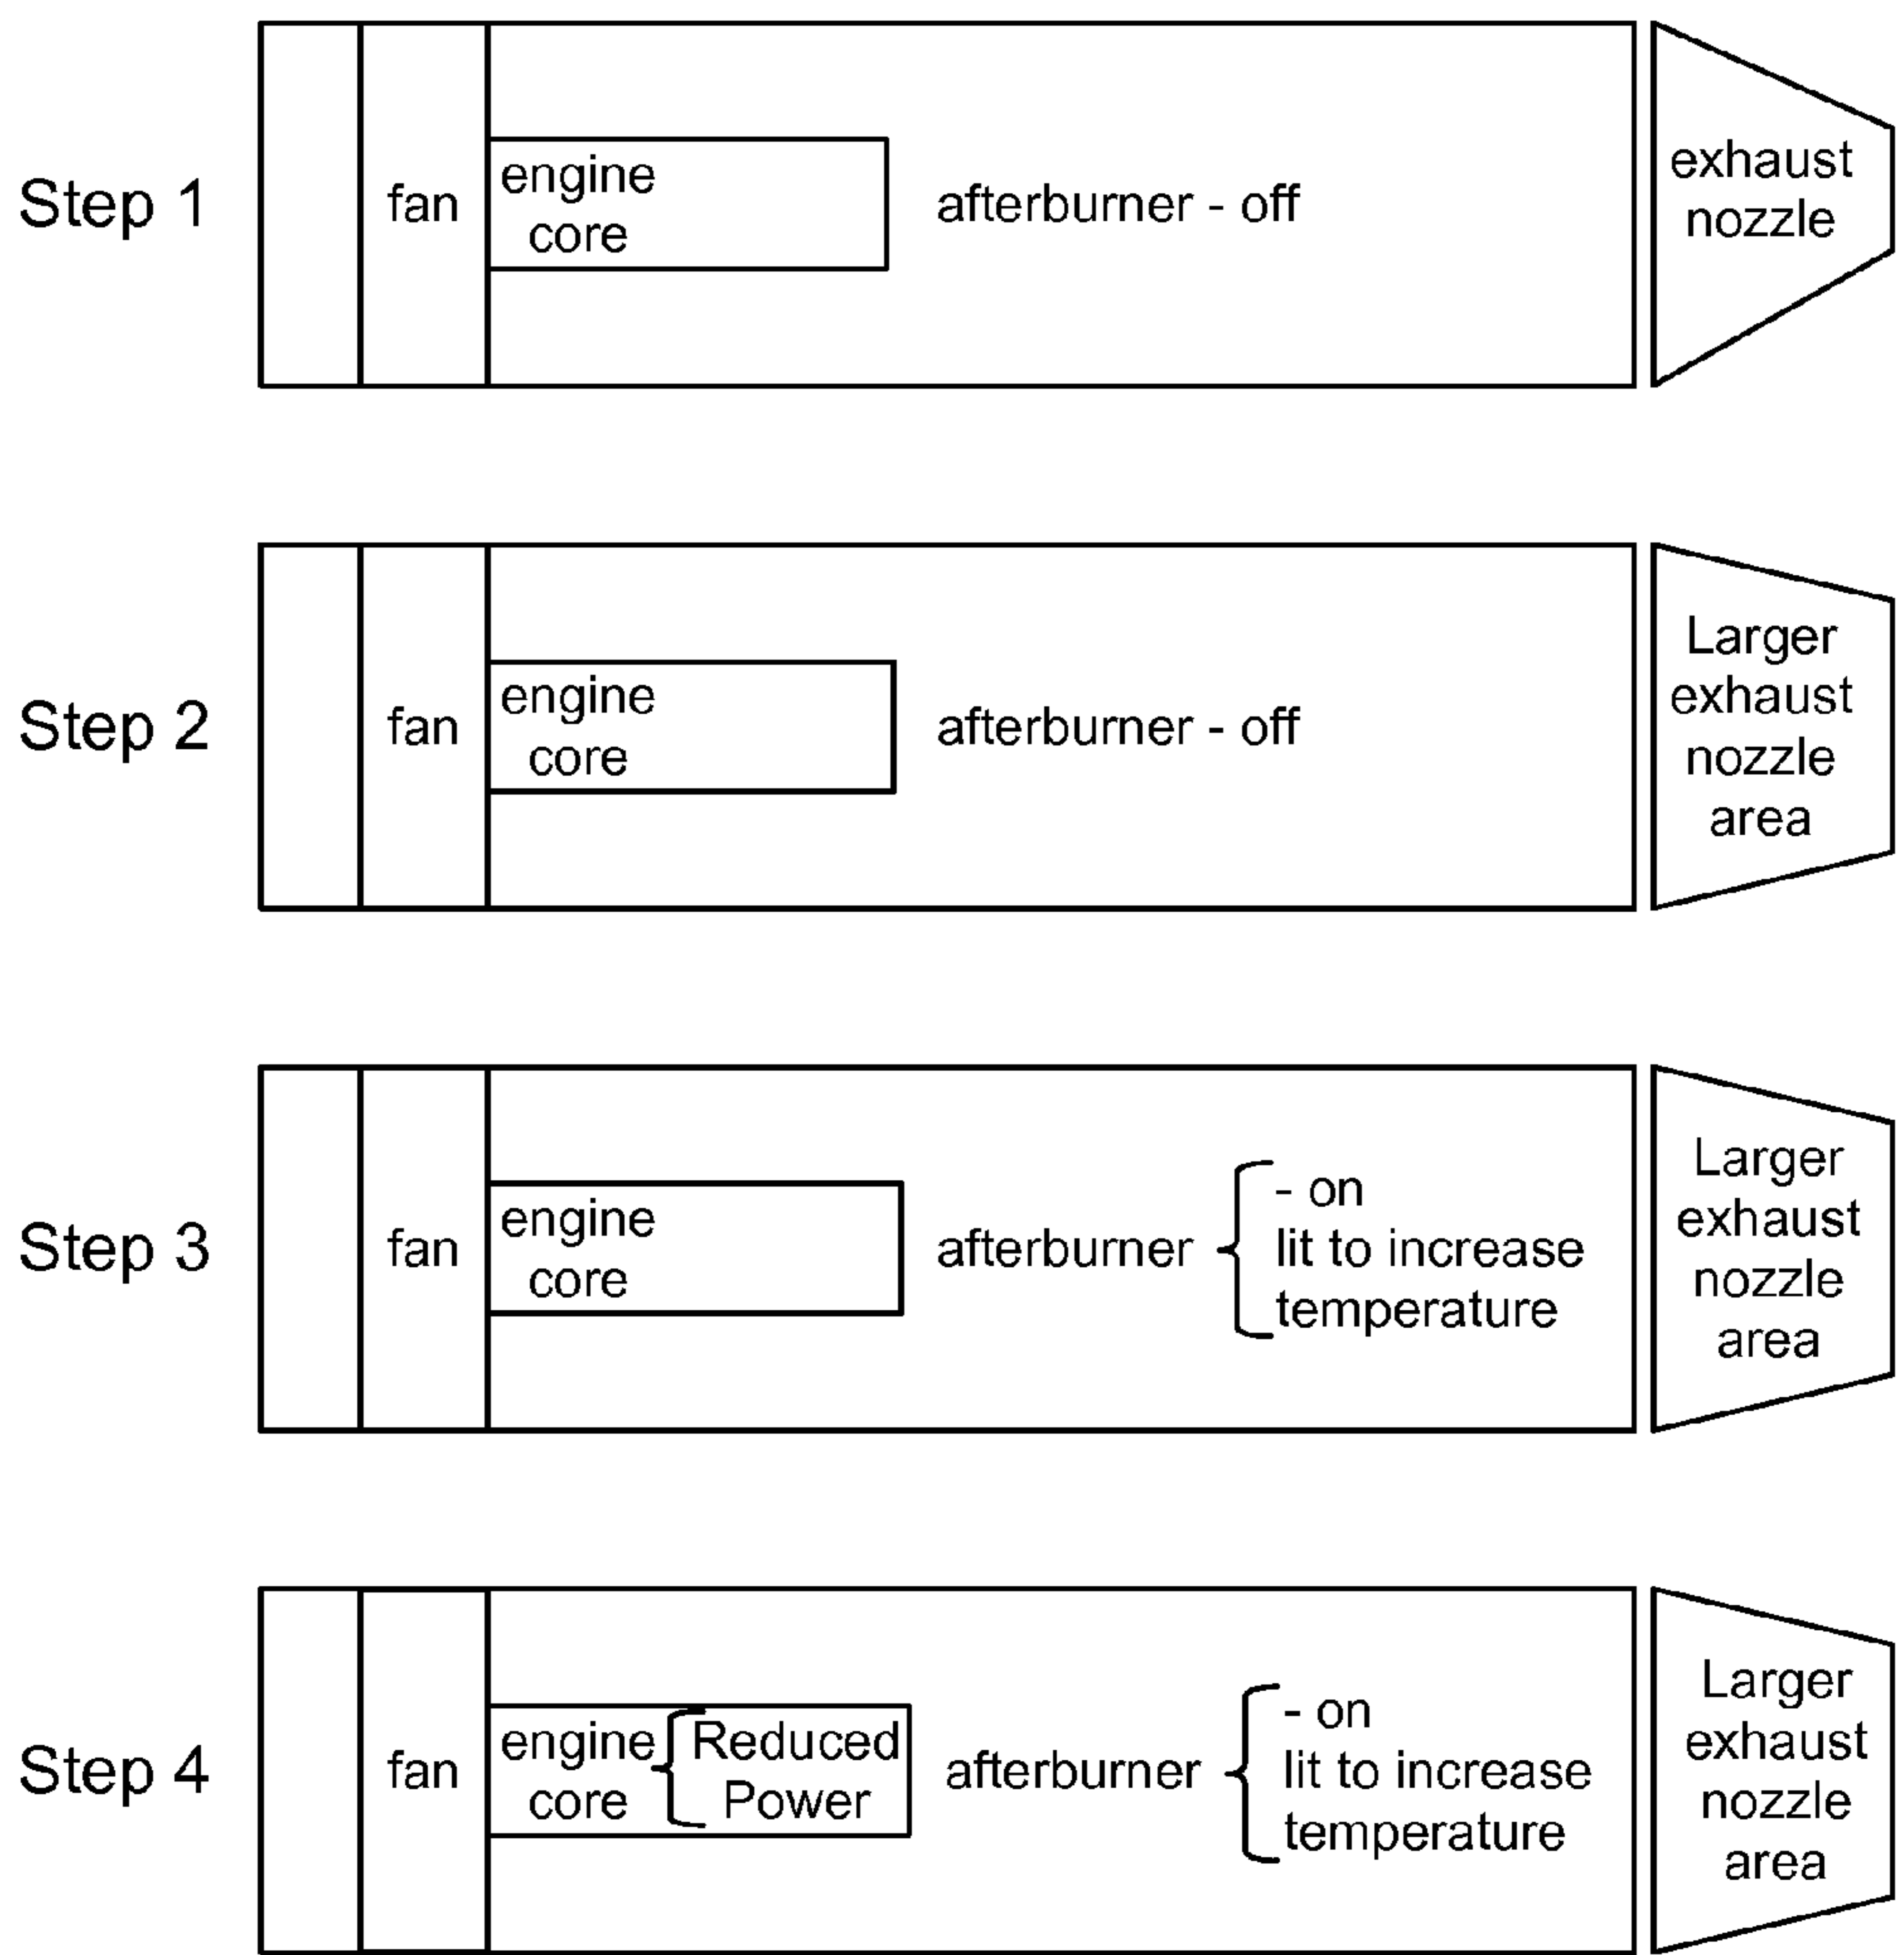 Step 1
fan
engine
core
afterburner - off
exhaust
nozzle
Step 2
fan
engine
core
afterburner - off
Larger
exhaust
nozzle
area
Step 3
fan
engine
core
afterburner
- on
lit to increase
temperature
Larger
exhaust
nozzle
area
Step 4
fan
engine
core
Reduced
Power
afterburner
- on
lit to increase
temperature
Larger
exhaust
nozzle
area